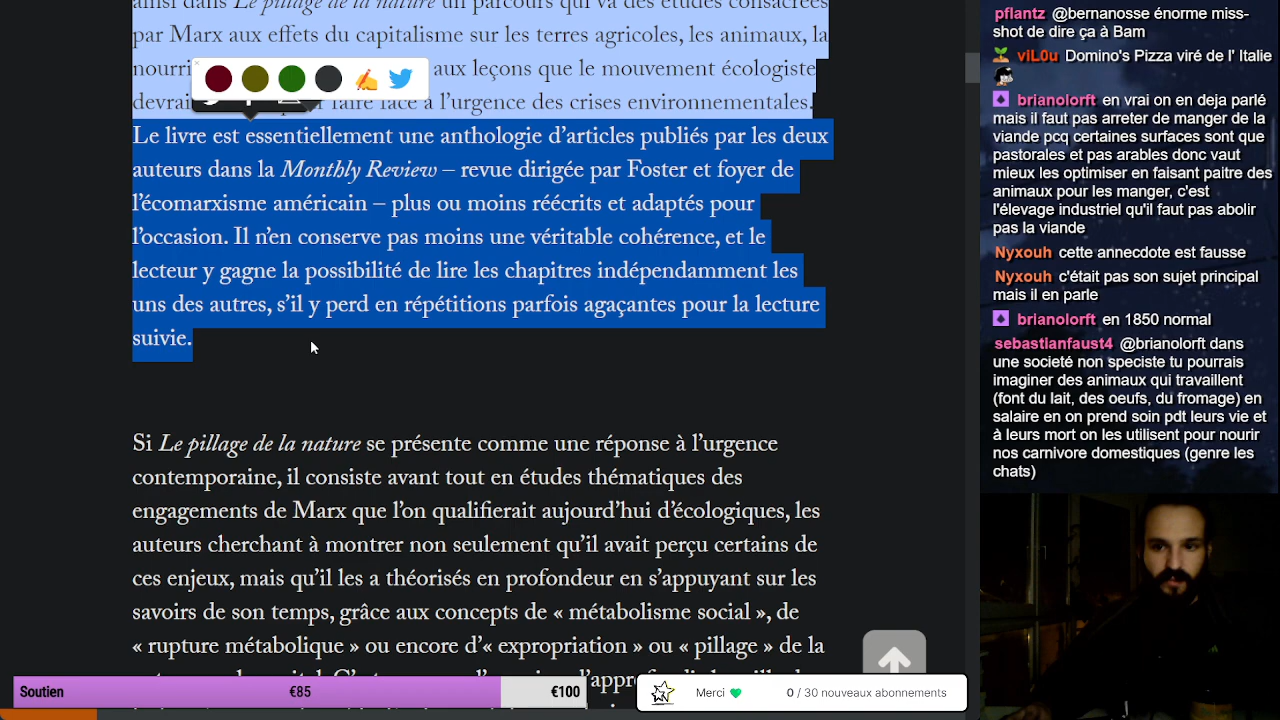 ainsi dans Le pillage de la nature un parcours qui va des études consacrées
par Marx aux effets du capitalisme sur les terres agricoles, les animaux, la
aux leçons que le mouvement écologiste
faire face à l'urgence des crises environnementales.
Le livre est essentiellement une anthologie d'articles publiés par les deux
auteurs dans la Monthly Review – revue dirigée par Foster et foyer de
l'écomarxisme américain – plus ou moins réécrits et adaptés pour
l'occasion. Il n'en conserve pas moins une véritable cohérence, et le
lecteur y gagne la possibilité de lire les chapitres indépendamment les
uns des autres, s'il y perd en répétitions parfois agaçantes pour la lecture
suivie.
Si Le pillage de la nature se présente comme une réponse à l'urgence
contemporaine, il consiste avant tout en études thématiques des
engagements de Marx que l'on qualifierait aujourd'hui d'écologiques, les
auteurs cherchant à montrer non seulement qu'il avait perçu certains de
ces enjeux, mais qu'il les a théorisés en profondeur en s'appuyant sur les
savoirs de son temps, grâce aux concepts de « métabolisme social », de
« rupture métabolique » ou encore d'« expropriation » ou « pillage » de la
Soutien €85 €100
Merci 0 / 30 nouveaux abonnements
pflantz @bernanosse énorme miss-
shot de dire ça à Bam
viL0u Domino's Pizza viré de l' Italie
brianolorft en vrai on en deja parlé
mais il faut pas arreter de manger de la
viande pcq certaines surfaces sont que
pastorales et pas arables donc vaut
mieux les optimiser en faisant paitre des
animaux pour les manger, c'est
l'élevage industriel qu'il faut pas abolir
pas la viande
Nyxouh cette annecdote est fausse
Nyxouh c'était pas son sujet principal
mais il en parle
brianolorft en 1850 normal
sebastianfaust4 @brianolorft dans
une societé non speciste tu pourrais
imaginer des animaux qui travaillent
(font du lait, des oeufs, du fromage) en
salaire en on prend soin pdt leurs vie et
à leurs mort on les utilisent pour nourir
nos carnivore domestiques (genre les
chats)